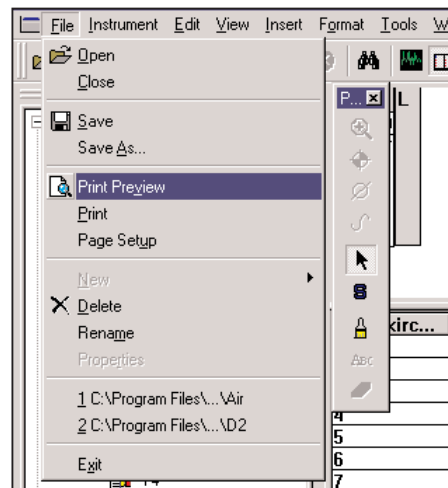 File Instrument Edit View Insert Format Tools W
Open
Close
Save
Save As...
Print Preview
Print
Page Setup
New
Delete
Rename
Properties
1 C:\Program Files\...\Air
2 C:\Program Files\...\D2
Exit
P...
L
S
ABC
kirc...
4
5
6
7